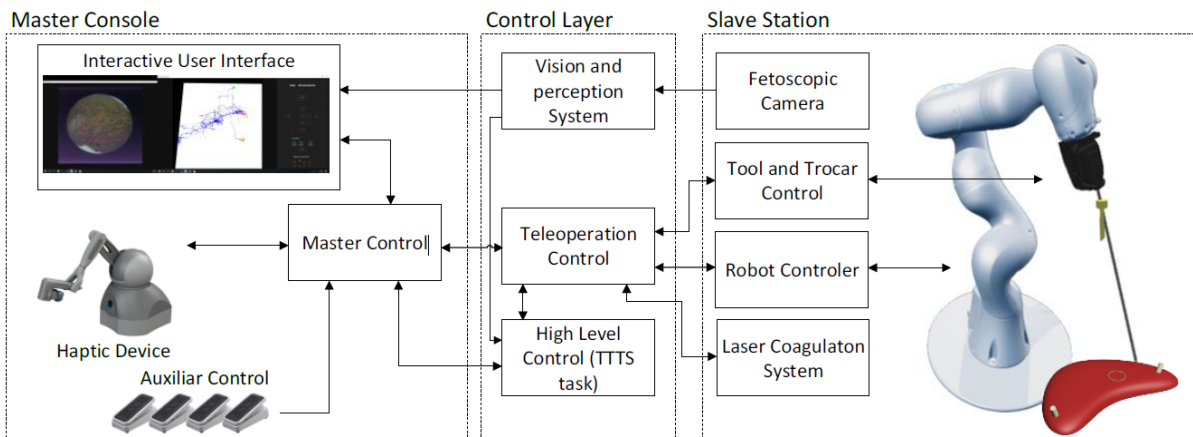 Master Console
Control Layer
Slave Station
Interactive User Interface
Vision and
perception
System
Fetoscopic
Camera
Tool and Trocar
Control
Master Control
Teleoperation
Control
Robot Controler
Haptic Device
High Level
Control (TTTS
task)
Laser Coagulaton
System
Auxiliar Control